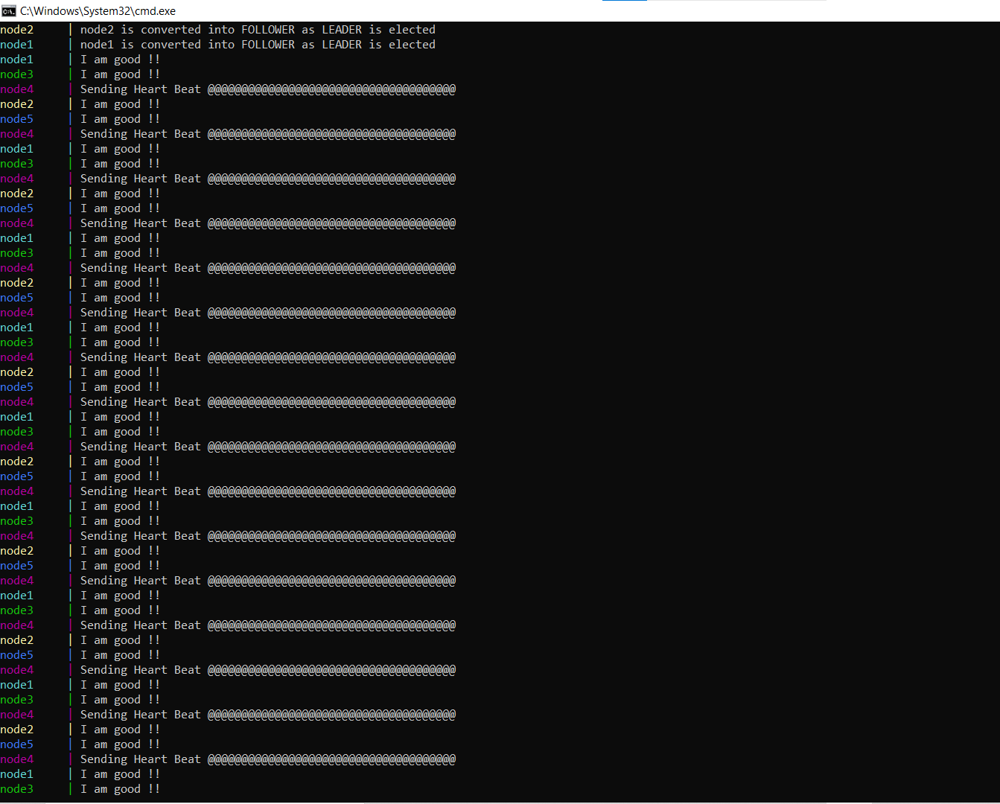 C:\Windows\System32\cmd.exe
node2 | node2 is converted into FOLLOWER as LEADER is elected
node1 | node1 is converted into FOLLOWER as LEADER is elected
node1 | I am good !!
node3 | I am good !!
node4 | Sending Heart Beat @@@@@@@@@@@@@@@@@@@@@@@@@@@@@@@@@@@@@
node2 | I am good !!
node5 | I am good !!
node4 | Sending Heart Beat @@@@@@@@@@@@@@@@@@@@@@@@@@@@@@@@@@@@@
node1 | I am good !!
node3 | I am good !!
node4 | Sending Heart Beat @@@@@@@@@@@@@@@@@@@@@@@@@@@@@@@@@@@@@
node2 | I am good !!
node5 | I am good !!
node4 | Sending Heart Beat @@@@@@@@@@@@@@@@@@@@@@@@@@@@@@@@@@@@@
node1 | I am good !!
node3 | I am good !!
node4 | Sending Heart Beat @@@@@@@@@@@@@@@@@@@@@@@@@@@@@@@@@@@@@
node2 | I am good !!
node5 | I am good !!
node4 | Sending Heart Beat @@@@@@@@@@@@@@@@@@@@@@@@@@@@@@@@@@@@@
node1 | I am good !!
node3 | I am good !!
node4 | Sending Heart Beat @@@@@@@@@@@@@@@@@@@@@@@@@@@@@@@@@@@@@
node2 | I am good !!
node5 | I am good !!
node4 | Sending Heart Beat @@@@@@@@@@@@@@@@@@@@@@@@@@@@@@@@@@@@@
node1 | I am good !!
node3 | I am good !!
node4 | Sending Heart Beat @@@@@@@@@@@@@@@@@@@@@@@@@@@@@@@@@@@@@
node2 | I am good !!
node5 | I am good !!
node4 | Sending Heart Beat @@@@@@@@@@@@@@@@@@@@@@@@@@@@@@@@@@@@@
node1 | I am good !!
node3 | I am good !!
node4 | Sending Heart Beat @@@@@@@@@@@@@@@@@@@@@@@@@@@@@@@@@@@@@
node2 | I am good !!
node5 | I am good !!
node4 | Sending Heart Beat @@@@@@@@@@@@@@@@@@@@@@@@@@@@@@@@@@@@@
node1 | I am good !!
node3 | I am good !!
node4 | Sending Heart Beat @@@@@@@@@@@@@@@@@@@@@@@@@@@@@@@@@@@@@
node2 | I am good !!
node5 | I am good !!
node4 | Sending Heart Beat @@@@@@@@@@@@@@@@@@@@@@@@@@@@@@@@@@@@@
node1 | I am good !!
node3 | I am good !!
node4 | Sending Heart Beat @@@@@@@@@@@@@@@@@@@@@@@@@@@@@@@@@@@@@
node2 | I am good !!
node5 | I am good !!
node4 | Sending Heart Beat @@@@@@@@@@@@@@@@@@@@@@@@@@@@@@@@@@@@@
node1 | I am good !!
node3 | I am good !!